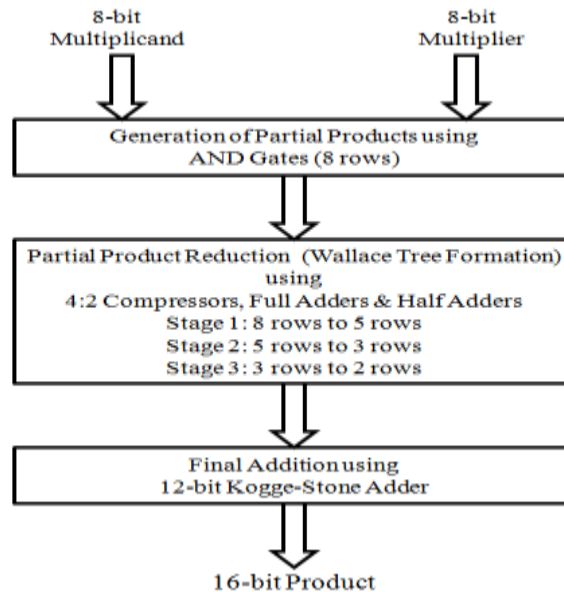 8-bit
Multiplicand
8-bit
Multiplier
Generation of Partial Products using
AND Gates (8 rows)
Partial Product Reduction (Wallace Tree Formation)
using
4:2 Compressors, Full Adders & Half Adders
Stage 1: 8 rows to 5 rows
Stage 2: 5 rows to 3 rows
Stage 3: 3 rows to 2 rows
Final Addition using
12-bit Kogge-Stone Adder
16-bit Product